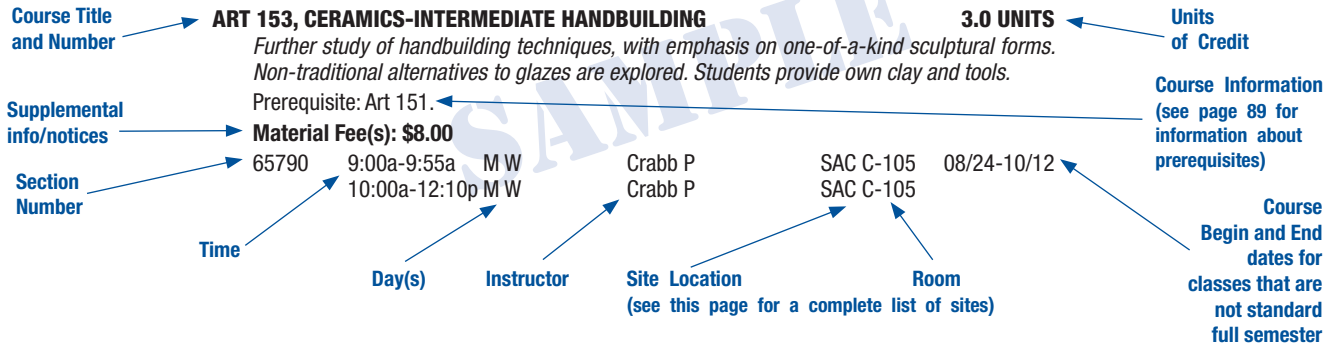 Course Title
and Number
ART 153, CERAMICS-INTERMEDIATE HANDBUILDING 3.0 UNITS
Units
of Credit
Further study of handbuilding techniques, with emphasis on one-of-a-kind sculptural forms.
Non-traditional alternatives to glazes are explored. Students provide own clay and tools.
Prerequisite: Art 151.
Course Information
(see page 89 for
information about
prerequisites)
Supplemental
info/notices
Material Fee(s): $8.00
SAMPLE
65790 9:00a-9:55a M W Crabb P SAC C-105 08/24-10/12
10:00a-12:10p M W Crabb P SAC C-105
Section
Number
Time
Day(s)
Instructor
Site Location
(see this page for a complete list of sites)
Room
Course
Begin and End
dates for
classes that are
not standard
full semester